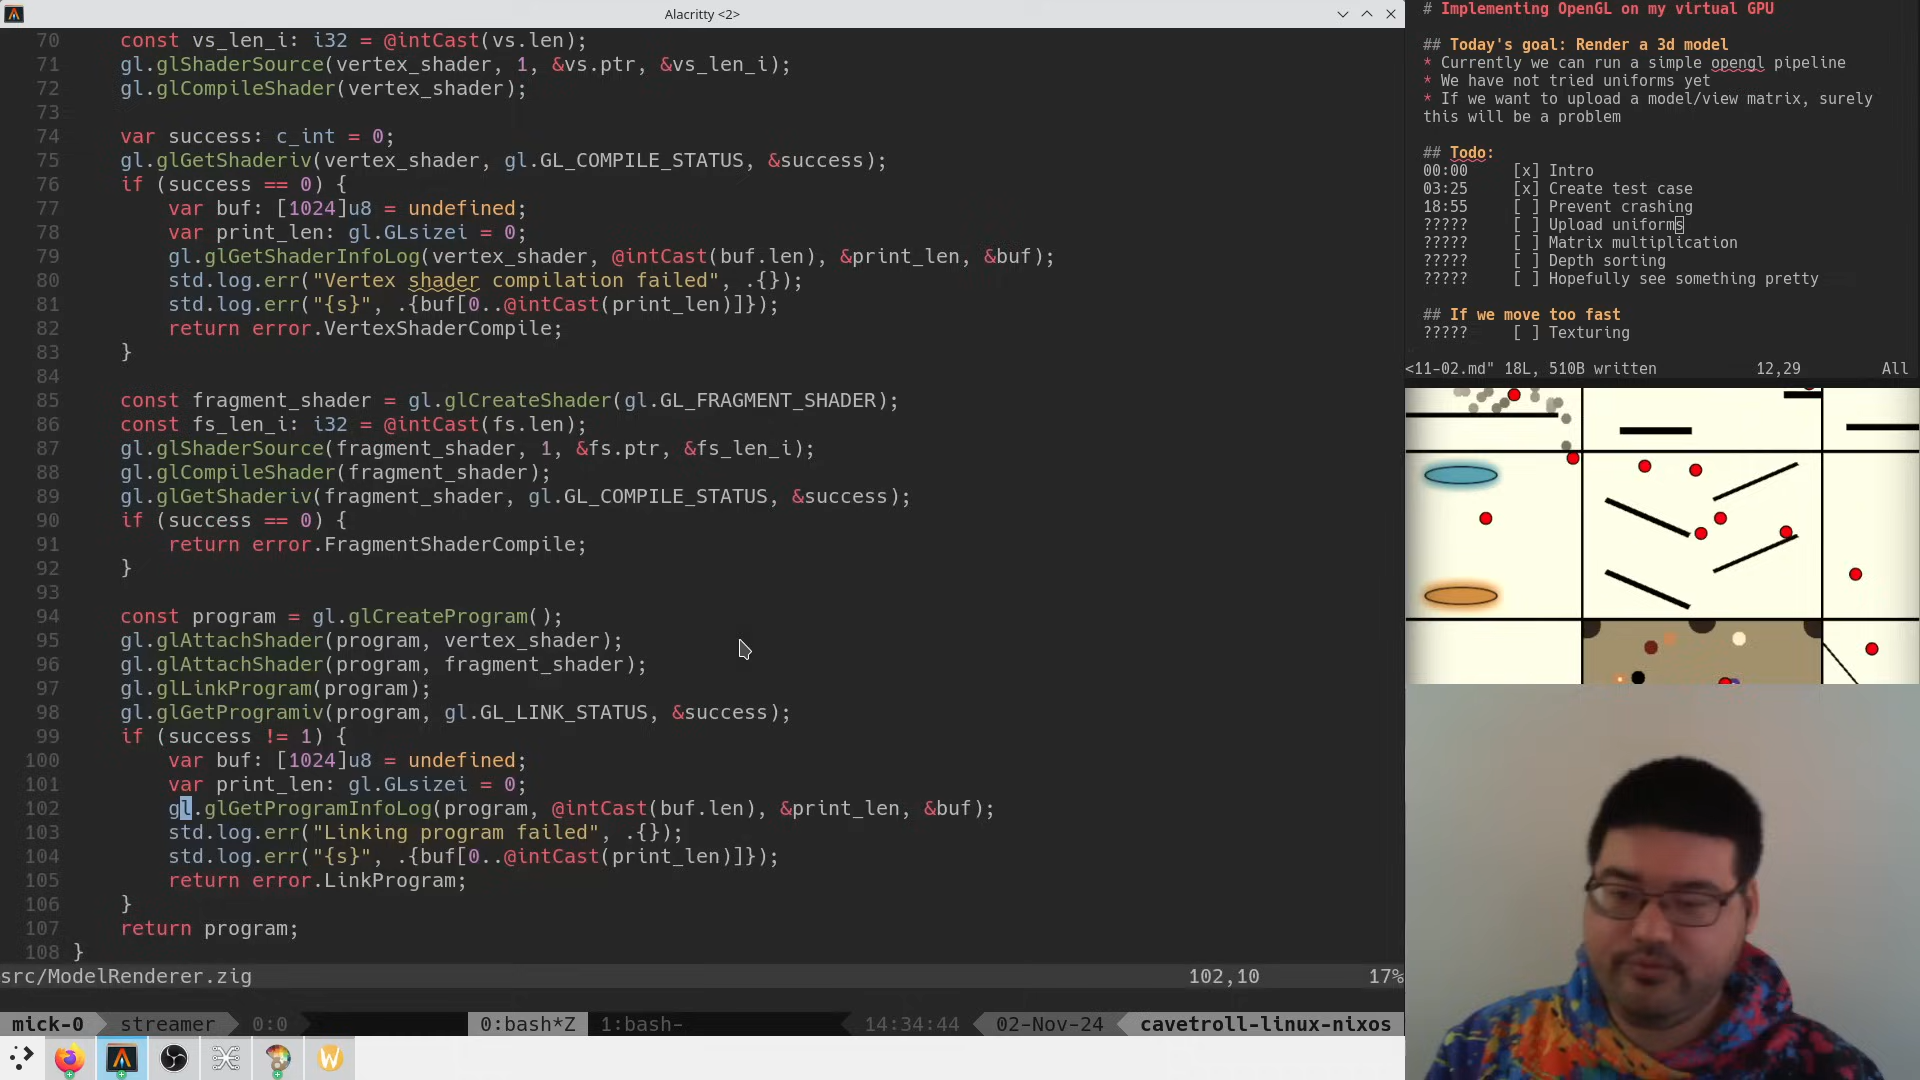 Alacritty <2>
70 const vs_len_i: i32 = @intCast(vs.len);
71 gl.glShaderSource(vertex_shader, 1, &vs.ptr, &vs_len_i);
72 gl.glCompileShader(vertex_shader);
73
74 var success: c_int = 0;
75 gl.glGetShaderiv(vertex_shader, gl.GL_COMPILE_STATUS, &success);
76 if (success == 0) {
77 var buf: [1024]u8 = undefined;
78 var print_len: gl.GLsizei = 0;
79 gl.glGetShaderInfoLog(vertex_shader, @intCast(buf.len), &print_len, &buf);
80 std.log.err("Vertex shader compilation failed", .{});
81 std.log.err("{s}", .{buf[0..@intCast(print_len)]});
82 return error.VertexShaderCompile;
83 }
84
85 const fragment_shader = gl.glCreateShader(gl.GL_FRAGMENT_SHADER);
86 const fs_len_i: i32 = @intCast(fs.len);
87 gl.glShaderSource(fragment_shader, 1, &fs.ptr, &fs_len_i);
88 gl.glCompileShader(fragment_shader);
89 gl.glGetShaderiv(fragment_shader, gl.GL_COMPILE_STATUS, &success);
90 if (success == 0) {
91 return error.FragmentShaderCompile;
92 }
93
94 const program = gl.glCreateProgram();
95 gl.glAttachShader(program, vertex_shader);
96 gl.glAttachShader(program, fragment_shader);
97 gl.glLinkProgram(program);
98 gl.glGetProgramiv(program, gl.GL_LINK_STATUS, &success);
99 if (success != 1) {
100 var buf: [1024]u8 = undefined;
101 var print_len: gl.GLsizei = 0;
102 gl.glGetProgramInfoLog(program, @intCast(buf.len), &print_len, &buf);
103 std.log.err("Linking program failed", .{});
104 std.log.err("{s}", .{buf[0..@intCast(print_len)]});
105 return error.LinkProgram;
106 }
107 return program;
108 }
src/ModelRenderer.zig 102,10 17%
mick-0 streamer 0:0 0:bash*Z 1:bash- 14:34:44 02-Nov-24 cavetroll-linux-nixos
# Implementing OpenGL on my virtual GPU
## Today's goal: Render a 3d model
* Currently we can run a simple opengl pipeline
* We have not tried uniforms yet
* If we want to upload a model/view matrix, surely
this will be a problem
## Todo:
00:00 [x] Intro
03:25 [x] Create test case
18:55 [ ] Prevent crashing
????? [ ] Upload uniforms
????? [ ] Matrix multiplication
????? [ ] Depth sorting
????? [ ] Hopefully see something pretty
## If we move too fast
????? [ ] Texturing
<11-02.md" 18L, 510B written 12,29 All